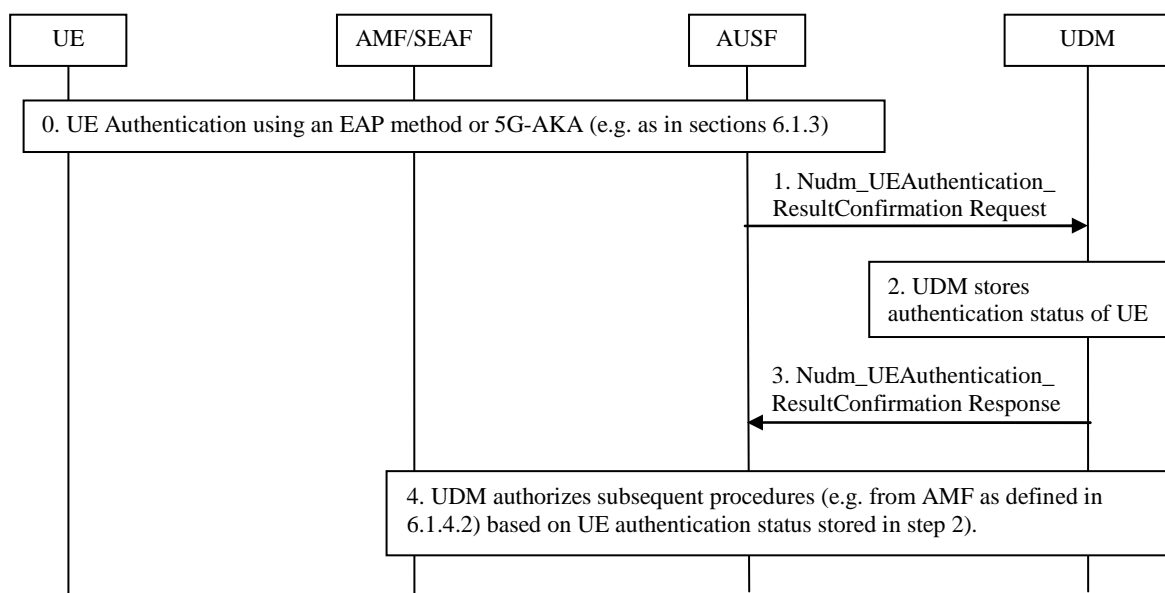 UE
AMF/SEAF
AUSF
UDM
0. UE Authentication using an EAP method or 5G-AKA (e.g. as in sections 6.1.3)
1. Nudm_UEAuthentication_
ResultConfirmation Request
2. UDM stores
authentication status of UE
3. Nudm_UEAuthentication_
ResultConfirmation Response
4. UDM authorizes subsequent procedures (e.g. from AMF as defined in
6.1.4.2) based on UE authentication status stored in step 2).